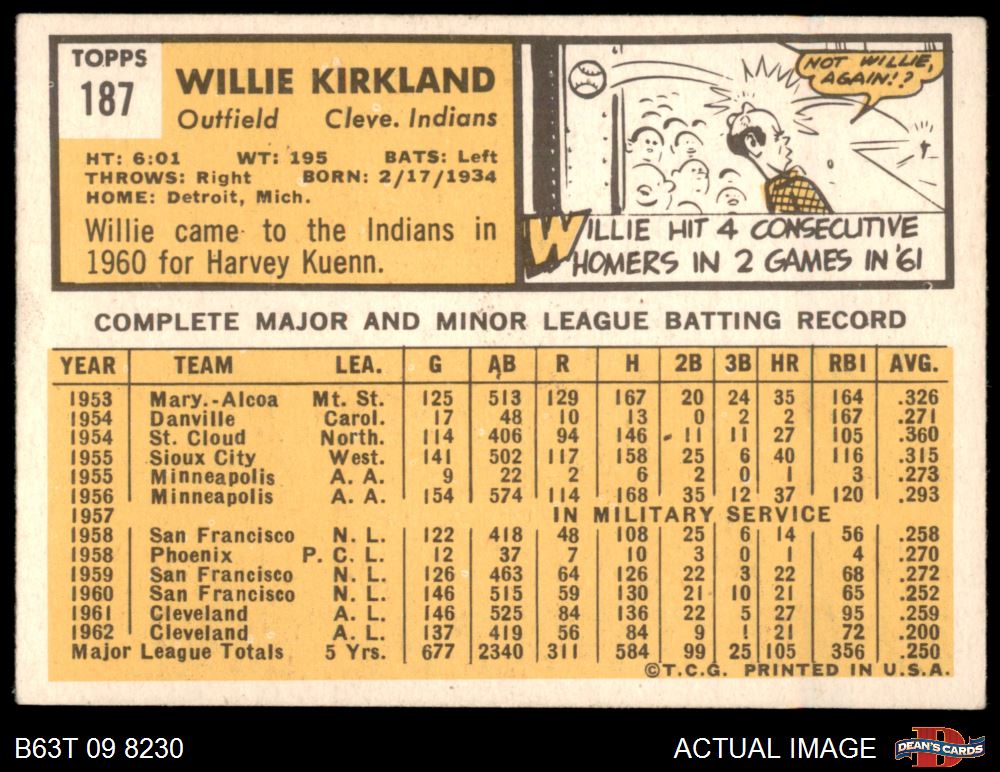 TOPPS
187
WILLIE KIRKLAND
Outfield Cleve. Indians
HT: 6:01 WT: 195 BATS: Left
THROWS: Right BORN: 2/17/1934
HOME: Detroit, Mich.
Willie came to the Indians in
1960 for Harvey Kuenn.
NOT WILLIE,
AGAIN!?
WILLIE HIT 4 CONSECUTIVE
HOMERS IN 2 GAMES IN '61
COMPLETE MAJOR AND MINOR LEAGUE BATTING RECORD
YEAR TEAM LEA. G AB R H 2B 3B HR RBI AVG.
1953 Mary.-Alcoa Mt. St. 125 513 129 167 20 24 35 164 .326
1954 Danville Carol. 17 48 10 13 0 2 2 167 .271
1954 St. Cloud North. 114 406 94 146 11 11 27 105 .360
1955 Sioux City West. 141 502 117 158 25 6 40 116 .315
1955 Minneapolis A. A. 9 22 2 6 2 0 1 3 .273
1956 Minneapolis A. A. 154 574 114 168 35 12 37 120 .293
1957 IN MILITARY SERVICE
1958 San Francisco N. L. 122 418 48 108 25 6 14 56 .258
1958 Phoenix P. C. L. 12 37 7 10 3 0 1 4 .270
1959 San Francisco N. L. 126 463 64 126 22 3 22 68 .272
1960 San Francisco N. L. 146 515 59 130 21 10 21 65 .252
1961 Cleveland A. L. 146 525 84 136 22 5 27 95 .259
1962 Cleveland A. L. 137 419 56 84 9 1 21 72 .200
Major League Totals 5 Yrs. 677 2340 311 584 99 25 105 356 .250
©T.C.G. PRINTED IN U.S.A.
B63T 09 8230
ACTUAL IMAGE
D
DEAN'S CARDS